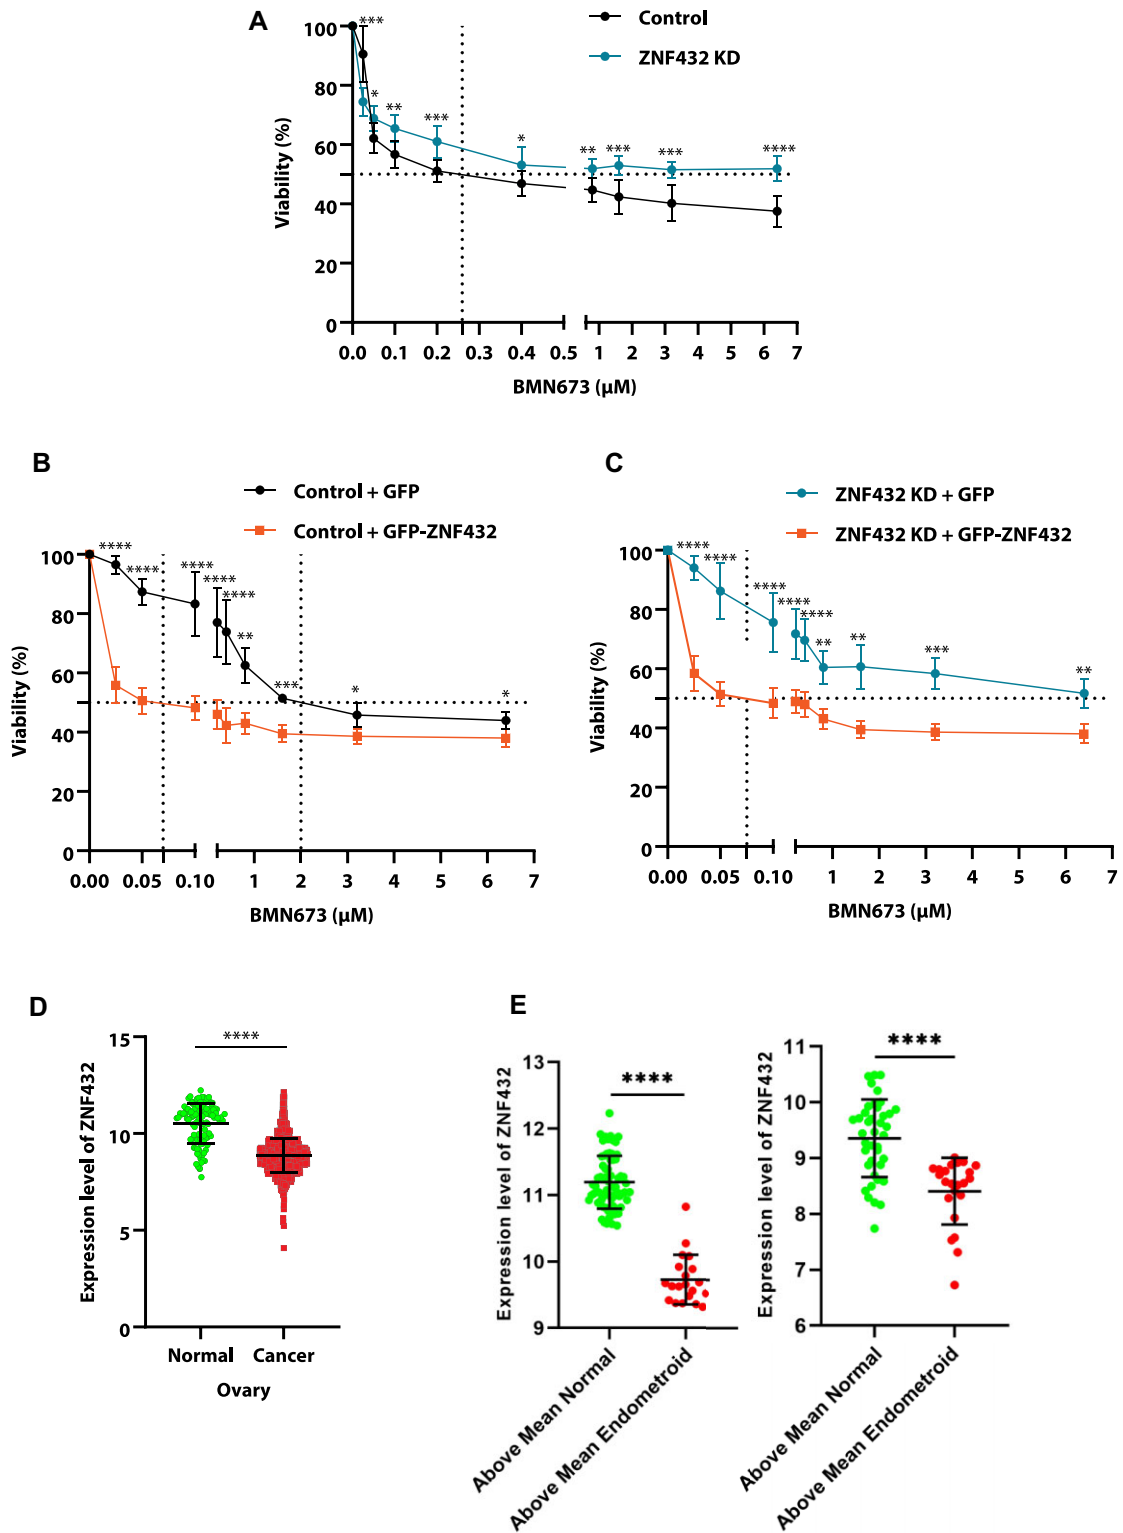 A
Control
ZNF432 KD
Viability (%)
100
80
60
40
20
0
***
*
**
***
*
**
***
***
****
0.0 0.1 0.2 0.3 0.4 0.5 1 2 3 4 5 6 7
BMN673 (µM)
B
Control + GFP
Control + GFP-ZNF432
Viability (%)
100
80
60
40
20
0
****
****
****
****
****
**
***
*
*
0.00 0.05 0.10 1 2 3 4 5 6 7
BMN673 (µM)
C
ZNF432 KD + GFP
ZNF432 KD + GFP-ZNF432
Viability (%)
100
80
60
40
20
0
****
****
****
****
****
**
**
***
**
0.00 0.05 0.10 1 2 3 4 5 6 7
BMN673 (µM)
D
Expression level of ZNF432
15
10
5
0
****
Normal Cancer
Ovary
E
Expression level of ZNF432
13
12
11
10
9
****
Above Mean Normal
Above Mean Endometroid
Expression level of ZNF432
11
10
9
8
7
6
****
Above Mean Normal
Above Mean Endometroid